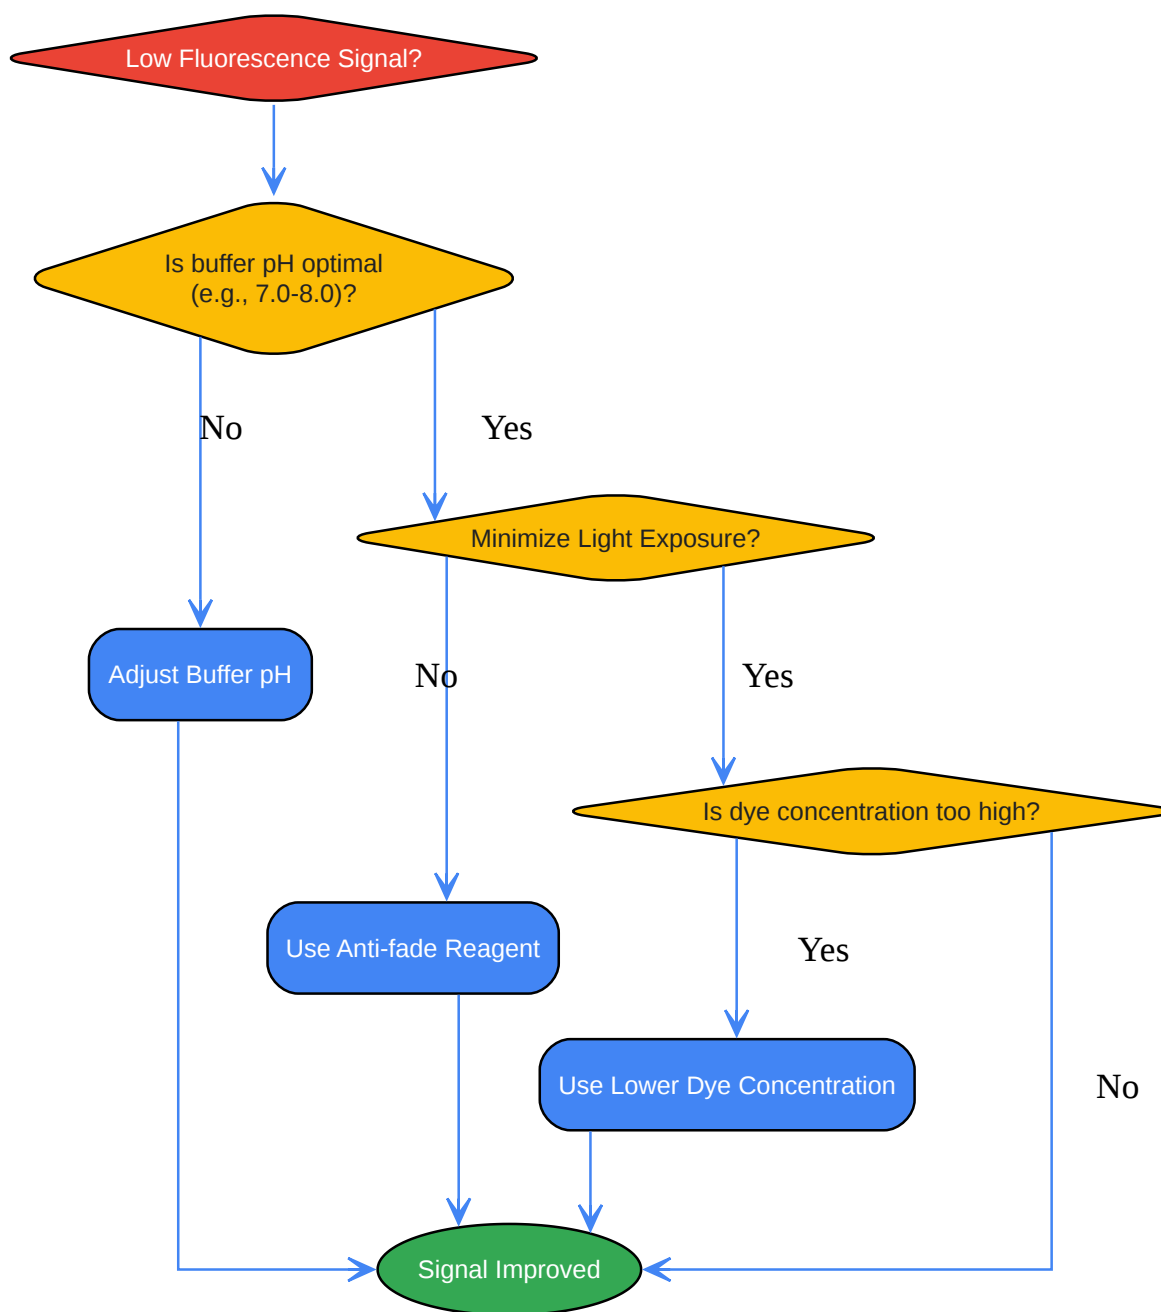 Low Fluorescence Signal?
Is buffer pH optimal
(e.g., 7.0-8.0)?
No
Yes
Minimize Light Exposure?
Adjust Buffer pH
No
Yes
Is dye concentration too high?
Use Anti-fade Reagent
Yes
Use Lower Dye Concentration
No
Signal Improved